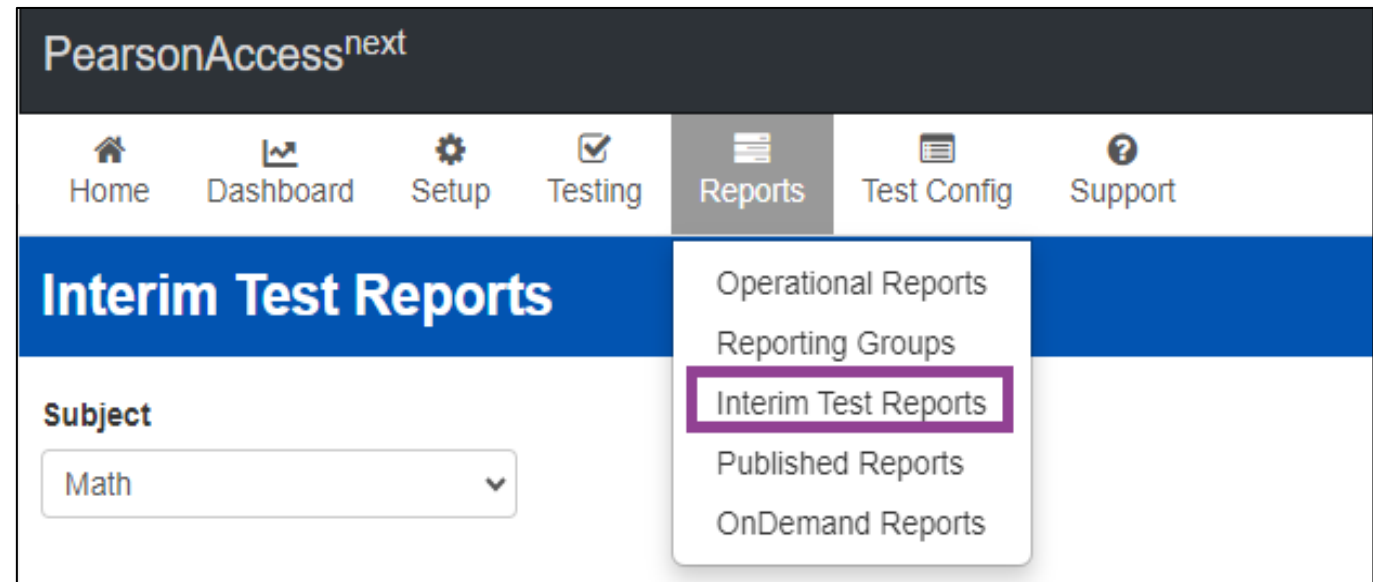 PearsonAccessnext
Home Dashboard Setup Testing Reports Test Config Support
Interim Test Reports
Subject
Math
Operational Reports
Reporting Groups
Interim Test Reports
Published Reports
OnDemand Reports